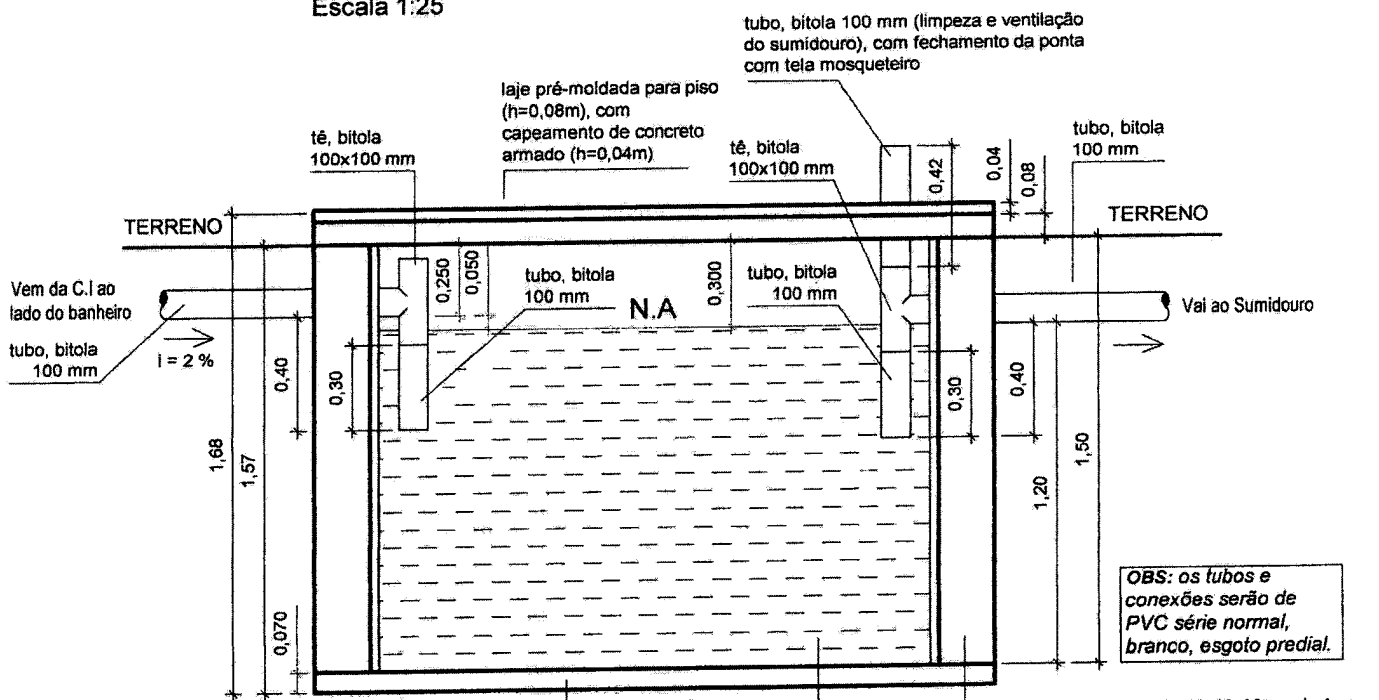 Escala 1:25
tubo, bitola 100 mm (limpeza e ventilação
do sumidouro), com fechamento da ponta
com tela mosqueteiro
laje pré-moldada para piso
(h=0,08m), com
capeamento de concreto
armado (h=0,04m)
tê, bitola
100x100 mm
tê, bitola
100x100 mm
tubo, bitola
100 mm
0,42
0,04
0,08
TERRENO
TERRENO
Vem da C.I ao
lado do banheiro
tubo, bitola
100 mm
I = 2 %
0,250
0,050
tubo, bitola
100 mm
N.A
0,300
tubo, bitola
100 mm
Vai ao Sumidouro
0,40
0,30
0,30
0,40
1,68
1,57
1,20
1,50
0,070
OBS: os tubos e
conexões serão de
PVC série normal,
branco, esgoto predial.